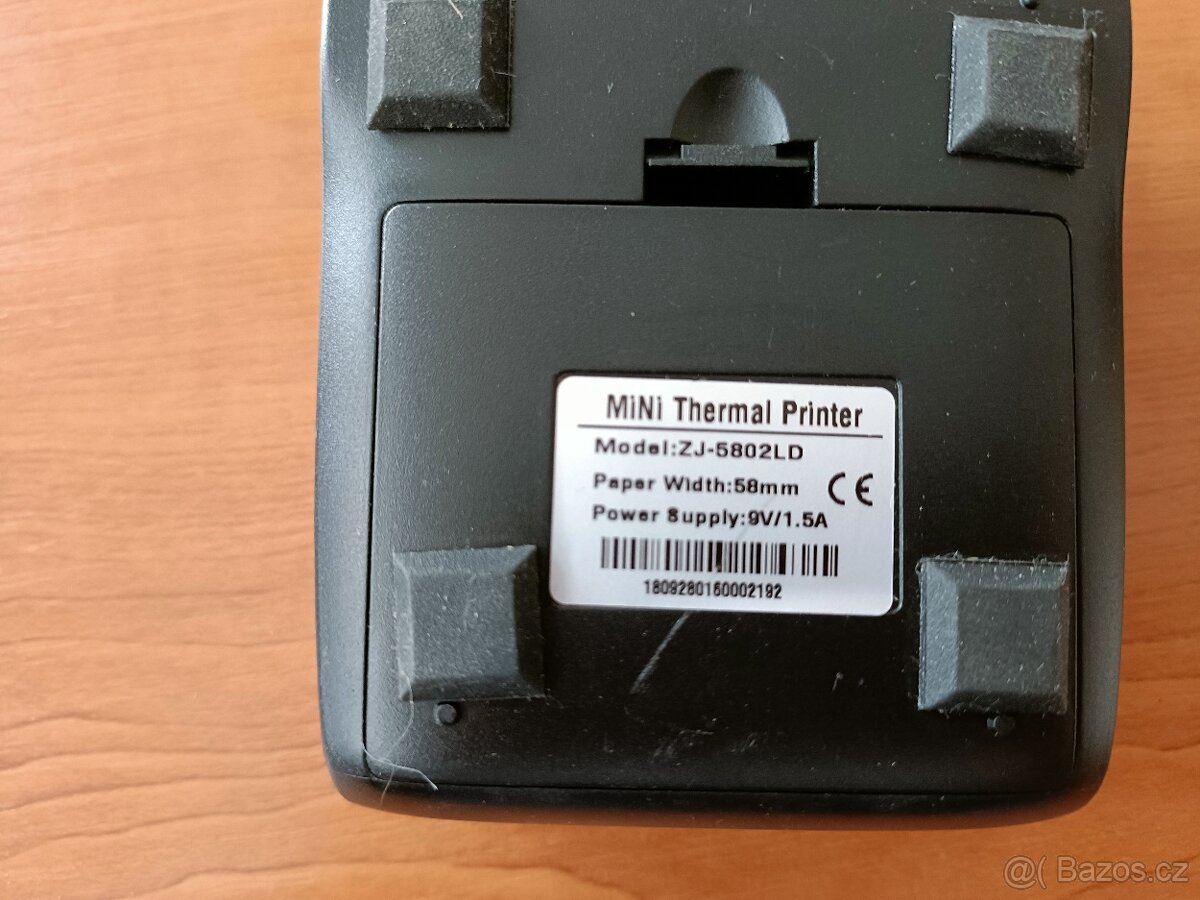 MiNi Thermal Printer
Model:ZJ-5802LD
Paper Width:58mm
CE
Power Supply:9V/1.5A
1809280160002192
@( Bazos.cz